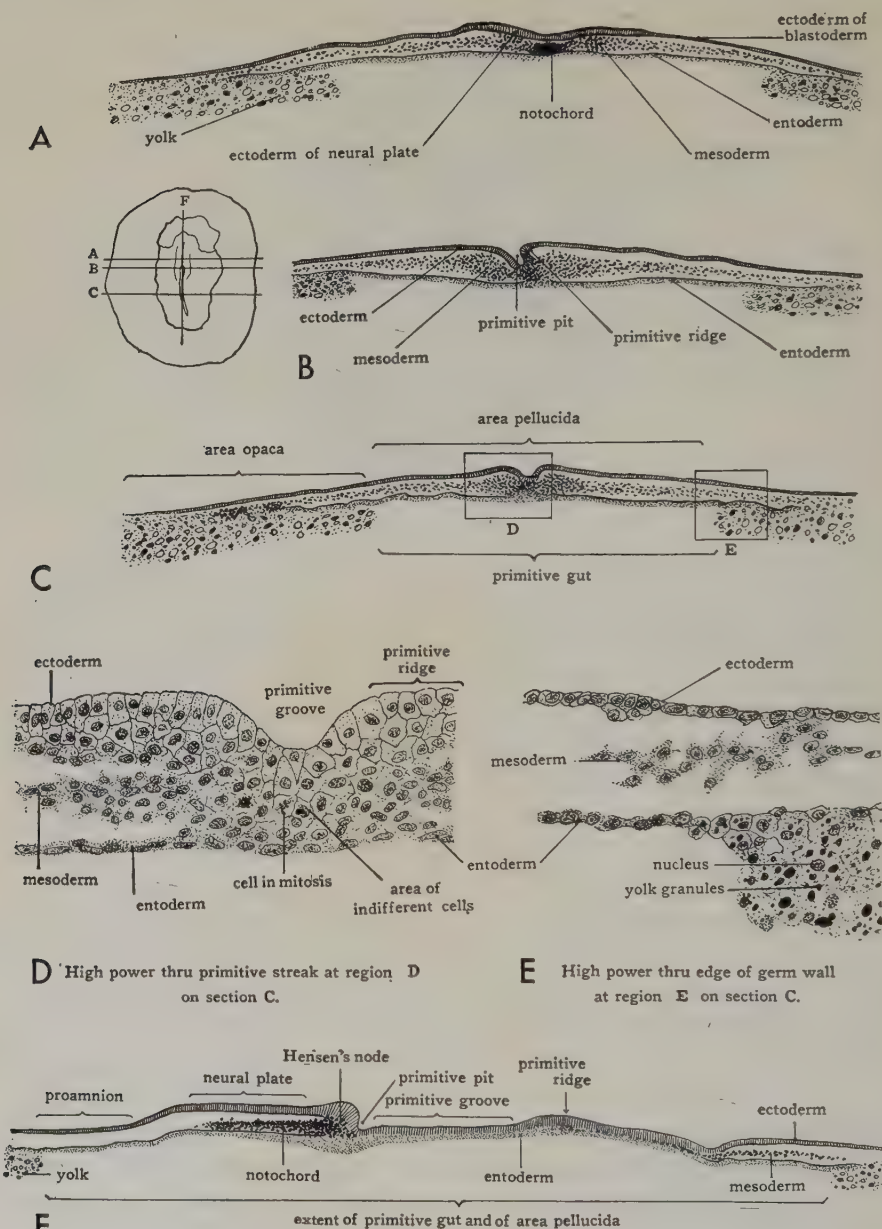 ectoderm of
blastoderm
notochord
entoderm
yolk
ectoderm of neural plate
mesoderm
A
F
A
B
C
ectoderm
primitive pit
primitive ridge
mesoderm
entoderm
B
area pellucida
area opaca
D
E
primitive gut
C
ectoderm
primitive
ridge
primitive
groove
ectoderm
mesoderm
mesoderm
entoderm
cell in mitosis
area of
indifferent cells
entoderm
nucleus
yolk granules
D High power thru primitive streak at region D
on section C.
E High power thru edge of germ wall
at region E on section C.
Hensen's node
proamnion
neural plate
primitive pit
primitive groove
primitive
ridge
ectoderm
yolk
notochord
entoderm
mesoderm
F
extent of primitive gut and of area pellucida